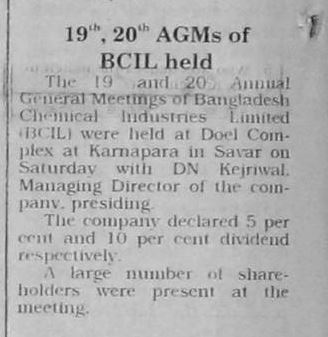 19th, 20th AGMs of
BCIL held
The 19 and 20 Annual
General Meetings of Bangladesh
Chemical Industries Limited
(BCIL) were held at Doel Com-
plex at Karnapara in Savar on
Saturday with DN Kejriwal,
Managing Director of the com-
pany, presiding.
The company declared 5 per
cent and 10 per cent dividend
respectively.
A large number of share-
holders were present at the
meeting.